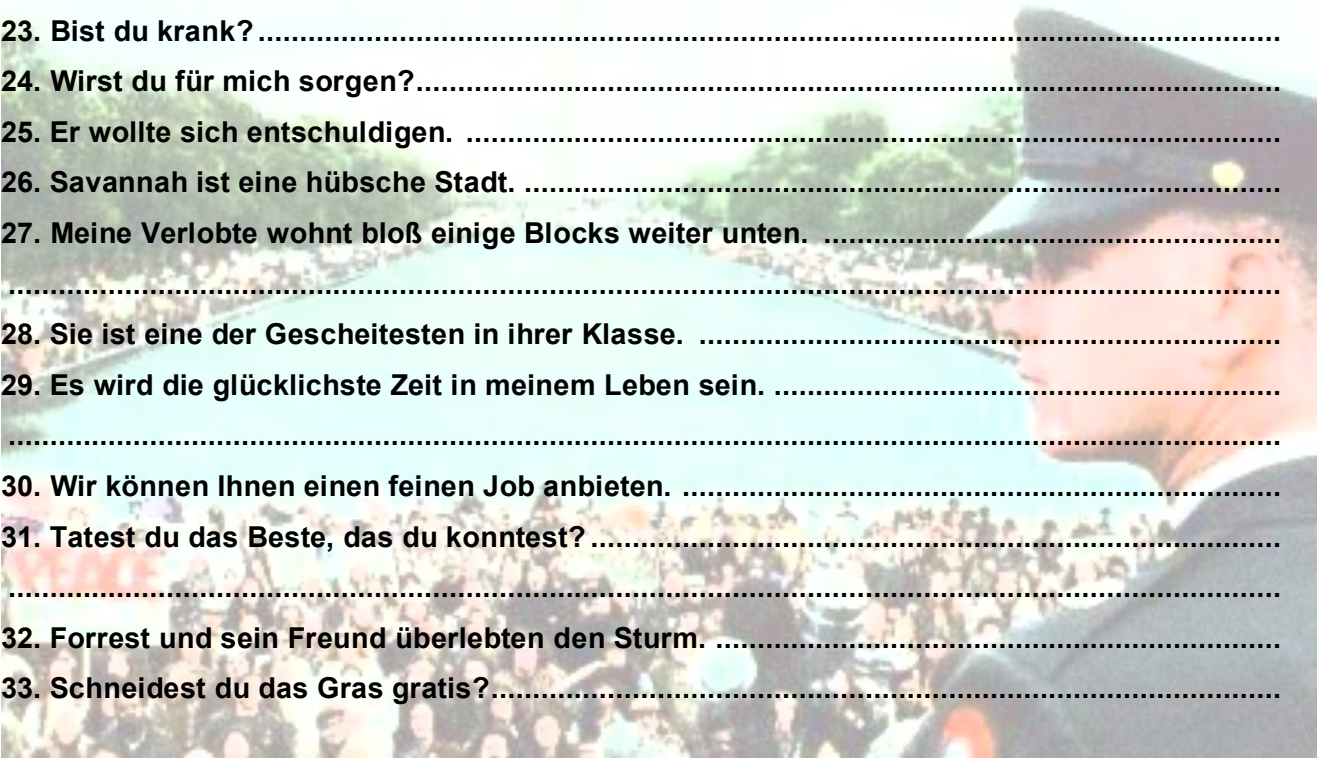 23. Bist du krank? ........................................................................................................................
24. Wirst du für mich sorgen?........................................................................................................
25. Er wollte sich entschuldigen. ..................................................................................................
26. Savannah ist eine hübsche Stadt. ...........................................................................................
27. Meine Verlobte wohnt bloß einige Blocks weiter unten. .......................................................
........................................................................................................................................................
28. Sie ist eine der Gescheitesten in ihrer Klasse. ......................................................................
29. Es wird die glücklichste Zeit in meinem Leben sein. .............................................................
........................................................................................................................................................
30. Wir können Ihnen einen feinen Job anbieten. ........................................................................
31. Tatest du das Beste, das du konntest?...................................................................................
........................................................................................................................................................
32. Forrest und sein Freund überlebten den Sturm. ....................................................................
33. Schneidest du das Gras gratis?...............................................................................................
PEACE